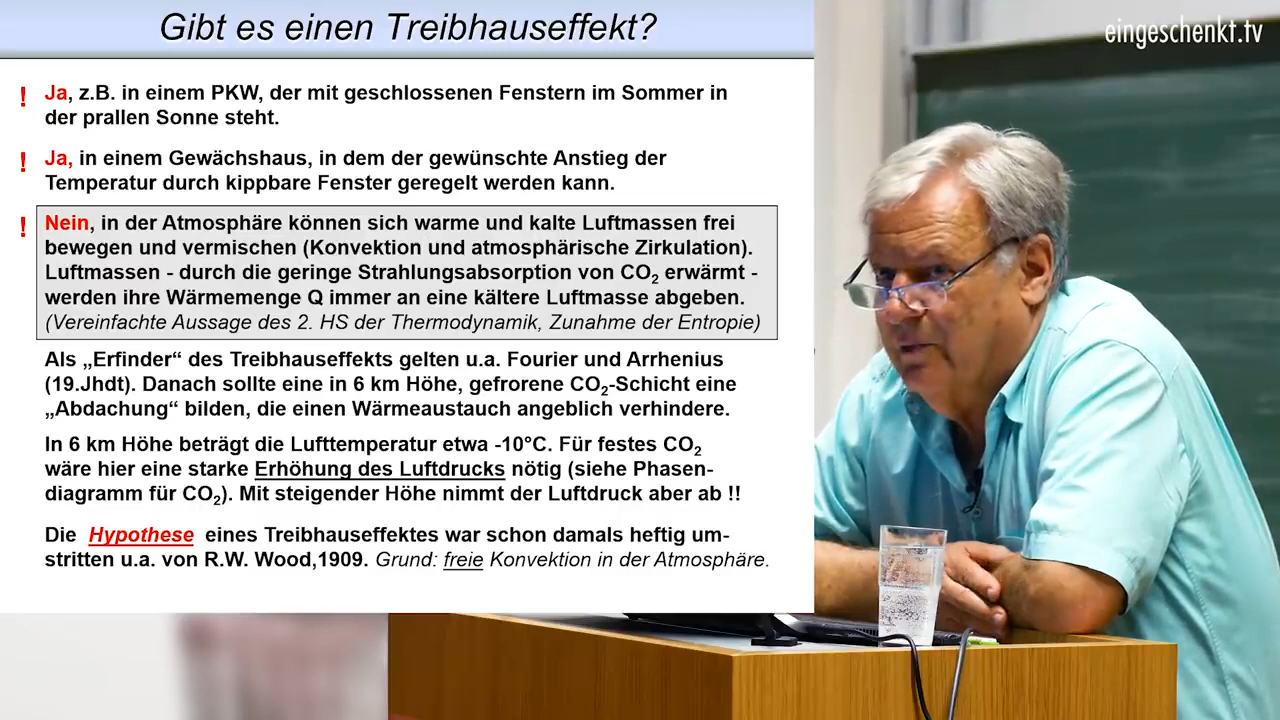 Gibt es einen Treibhauseffekt?
eingeschenkt.tv
! Ja, z.B. in einem PKW, der mit geschlossenen Fenstern im Sommer in
der prallen Sonne steht.
! Ja, in einem Gewächshaus, in dem der gewünschte Anstieg der
Temperatur durch kippbare Fenster geregelt werden kann.
! Nein, in der Atmosphäre können sich warme und kalte Luftmassen frei
bewegen und vermischen (Konvektion und atmosphärische Zirkulation).
Luftmassen - durch die geringe Strahlungsabsorption von CO₂ erwärmt -
werden ihre Wärmemenge Q immer an eine kältere Luftmasse abgeben.
(Vereinfachte Aussage des 2. HS der Thermodynamik, Zunahme der Entropie)
Als „Erfinder“ des Treibhauseffekts gelten u.a. Fourier und Arrhenius
(19.Jhdt). Danach sollte eine in 6 km Höhe, gefrorene CO₂-Schicht eine
„Abdachung“ bilden, die einen Wärmeaustauch angeblich verhindere.
In 6 km Höhe beträgt die Lufttemperatur etwa -10°C. Für festes CO₂
wäre hier eine starke Erhöhung des Luftdrucks nötig (siehe Phasen-
diagramm für CO₂). Mit steigender Höhe nimmt der Luftdruck aber ab !!
Die Hypothese eines Treibhauseffektes war schon damals heftig um-
stritten u.a. von R.W. Wood,1909. Grund: freie Konvektion in der Atmosphäre.